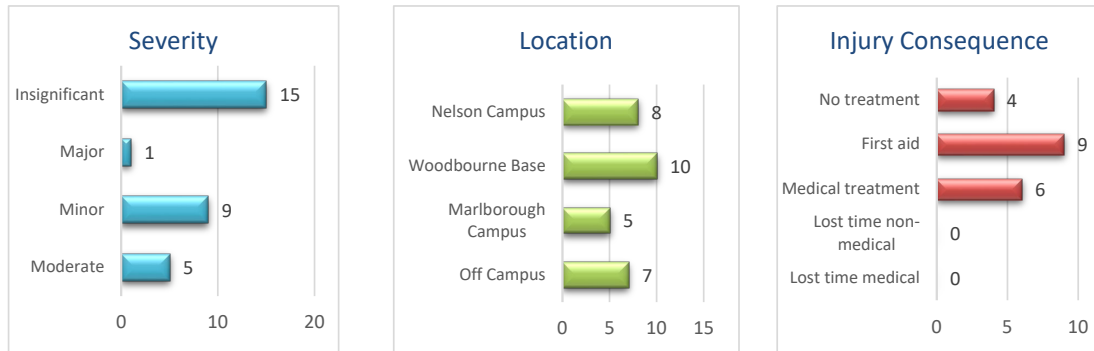 Severity
Insignificant 15
Major 1
Minor 9
Moderate 5
0 10 20
Location
Nelson Campus 8
Woodbourne Base 10
Marlborough
Campus 5
Off Campus 7
0 5 10 15
Injury Consequence
No treatment 4
First aid 9
Medical treatment 6
Lost time non-
medical 0
Lost time medical 0
0 5 10